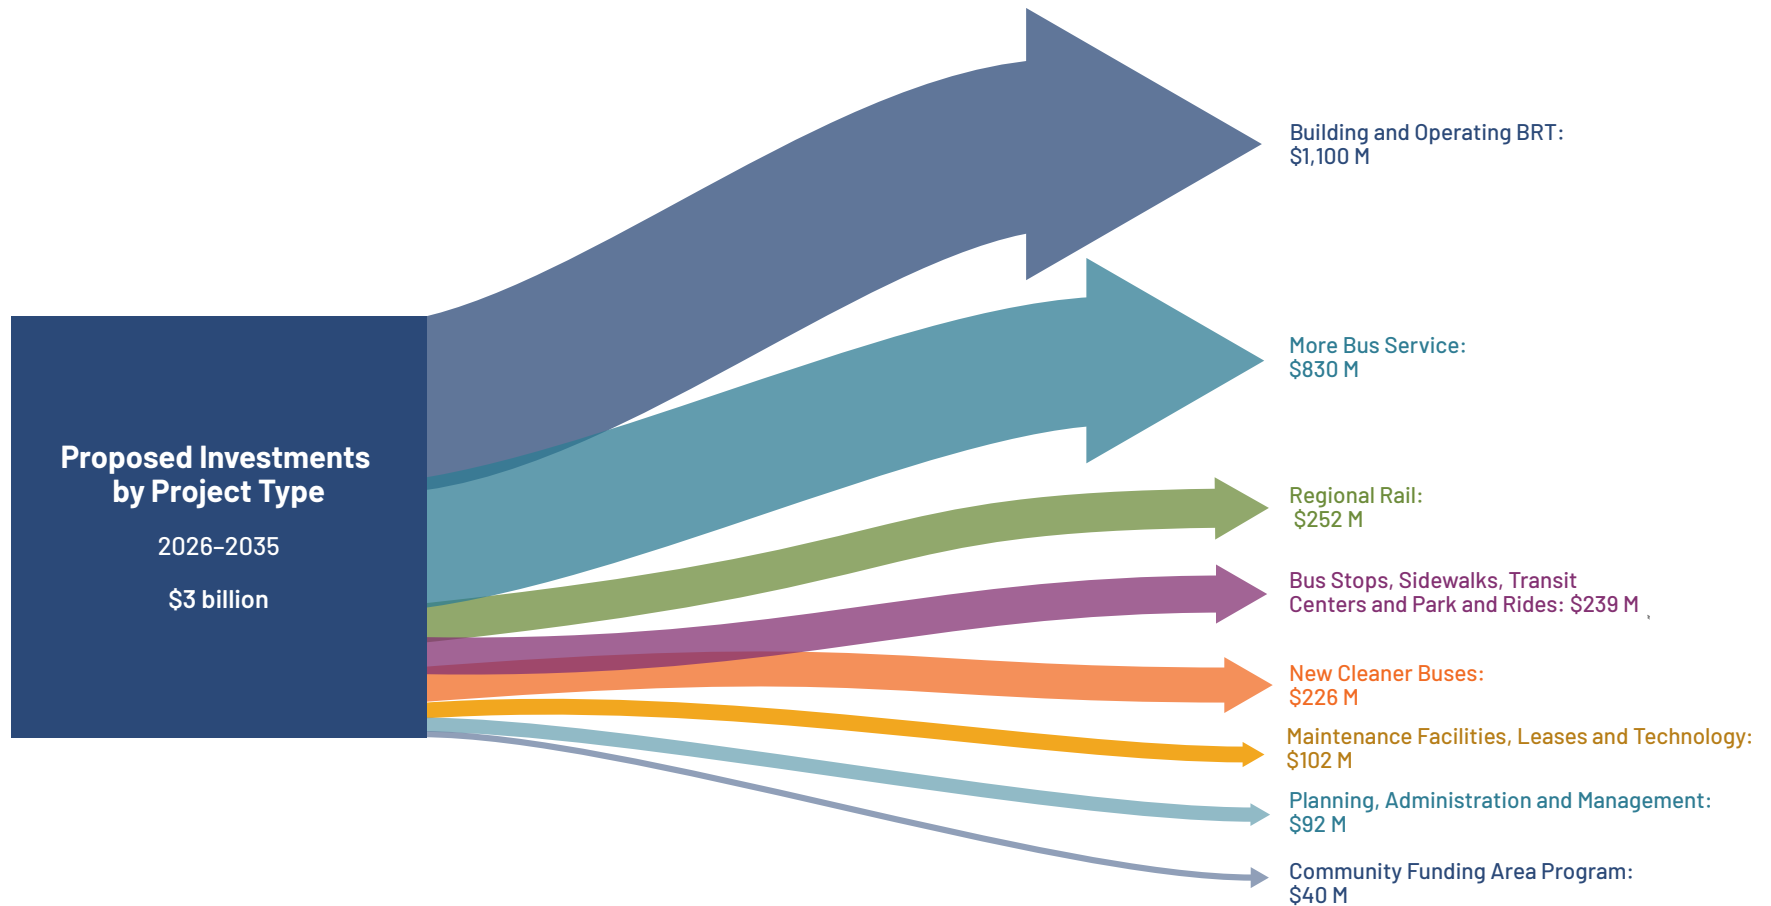 Proposed Investments
by Project Type
2026–2035
$3 billion
Building and Operating BRT:
$1,100 M
More Bus Service:
$830 M
Regional Rail:
$252 M
Bus Stops, Sidewalks, Transit
Centers and Park and Rides: $239 M
New Cleaner Buses:
$226 M
Maintenance Facilities, Leases and Technology:
$102 M
Planning, Administration and Management:
$92 M
Community Funding Area Program:
$40 M